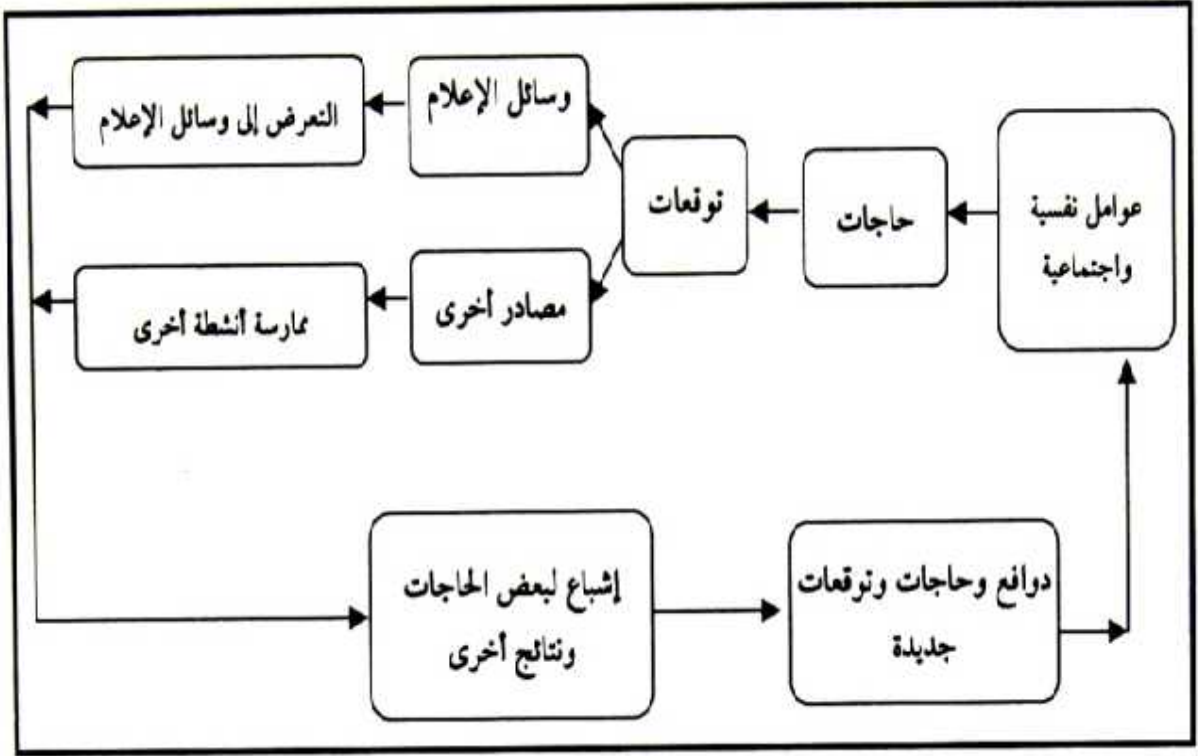 عوامل نفسية
واجتماعية
حاجات
توقعات
وسائل الإعلام
التعرض إلى وسائل الإعلام
مصادر أخرى
ممارسة أنشطة أخرى
إشباع لبعض الحاجات
ونتائج أخرى
دوافع وحاجات وتوقعات
جديدة